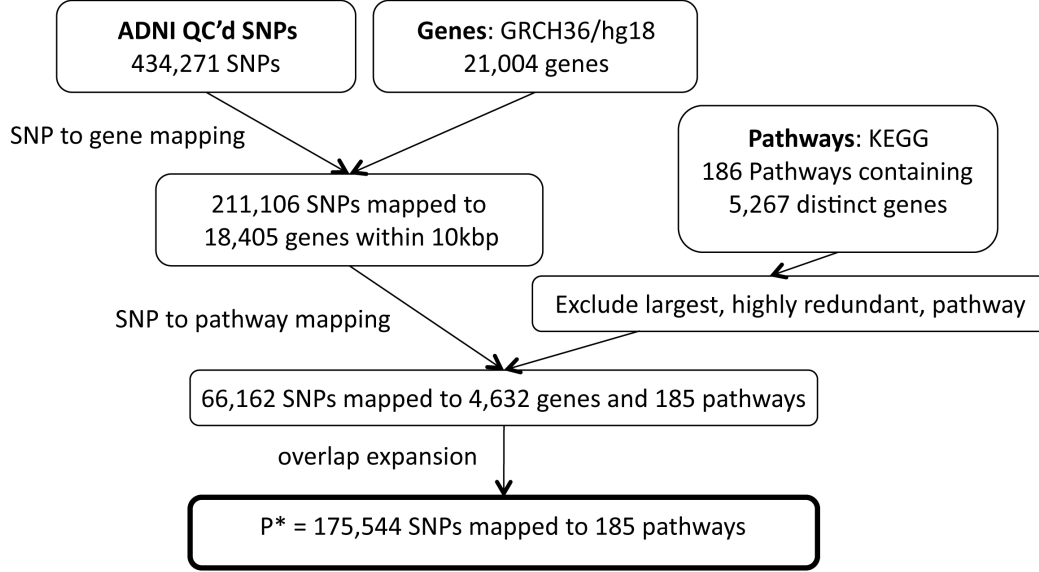 ADNI QC’d SNPs
434,271 SNPs
Genes: GRCH36/hg18
21,004 genes
SNP to gene mapping
Pathways: KEGG
186 Pathways containing
5,267 distinct genes
211,106 SNPs mapped to
18,405 genes within 10kbp
Exclude largest, highly redundant, pathway
SNP to pathway mapping
66,162 SNPs mapped to 4,632 genes and 185 pathways
overlap expansion
P* = 175,544 SNPs mapped to 185 pathways